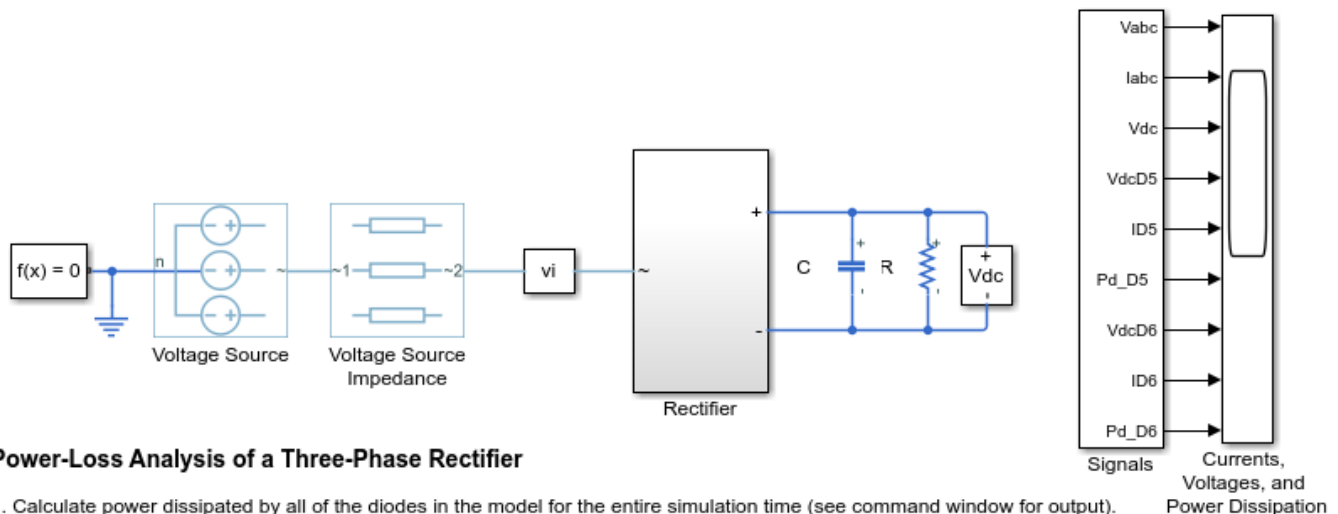 Vabc
Iabc
Vdc
VdcD5
ID5
Pd_D5
VdcD6
ID6
Pd_D6
Signals
Currents,
Voltages, and
Power Dissipation
f(x) = 0
n
- +
- +
- +
~
Voltage Source
~1
~2
Voltage Source
Impedance
vi
~
+
-
Rectifier
C
+
-
R
+
-
+
Vdc
-
Power-Loss Analysis of a Three-Phase Rectifier
. Calculate power dissipated by all of the diodes in the model for the entire simulation time (see command window for output).